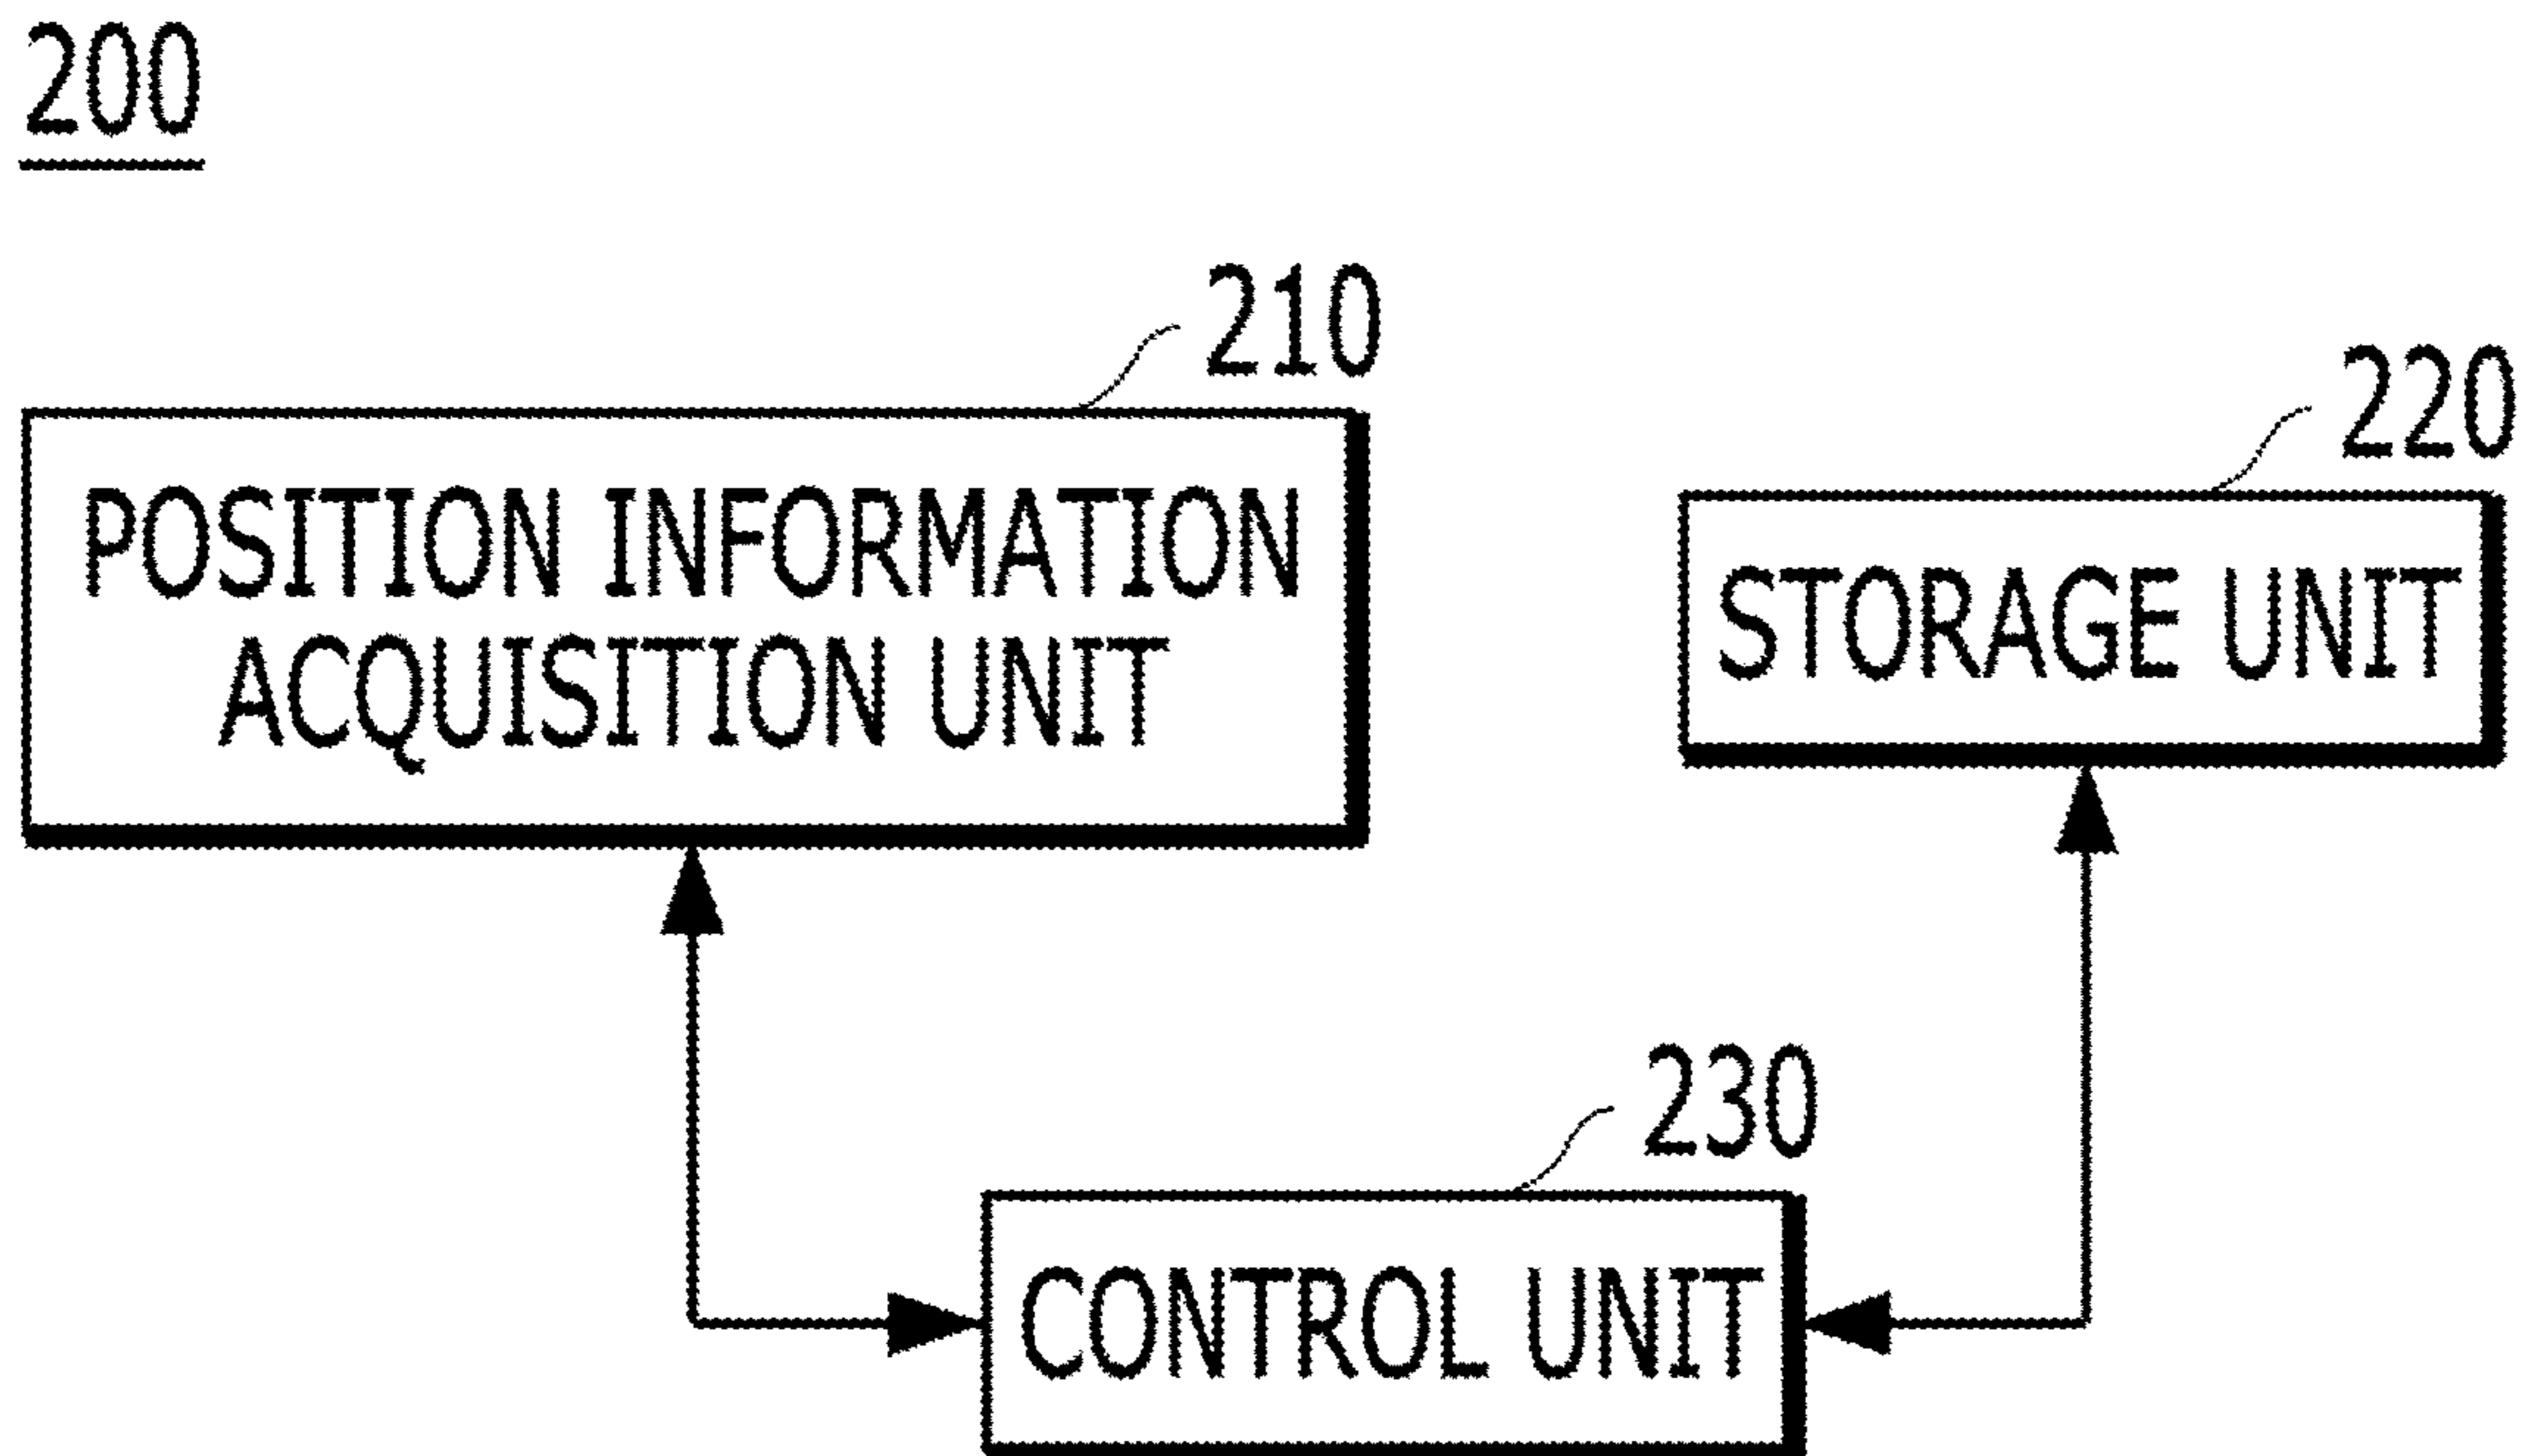 200
210
POSITION INFORMATION
ACQUISITION UNIT
220
STORAGE UNIT
230
CONTROL UNIT